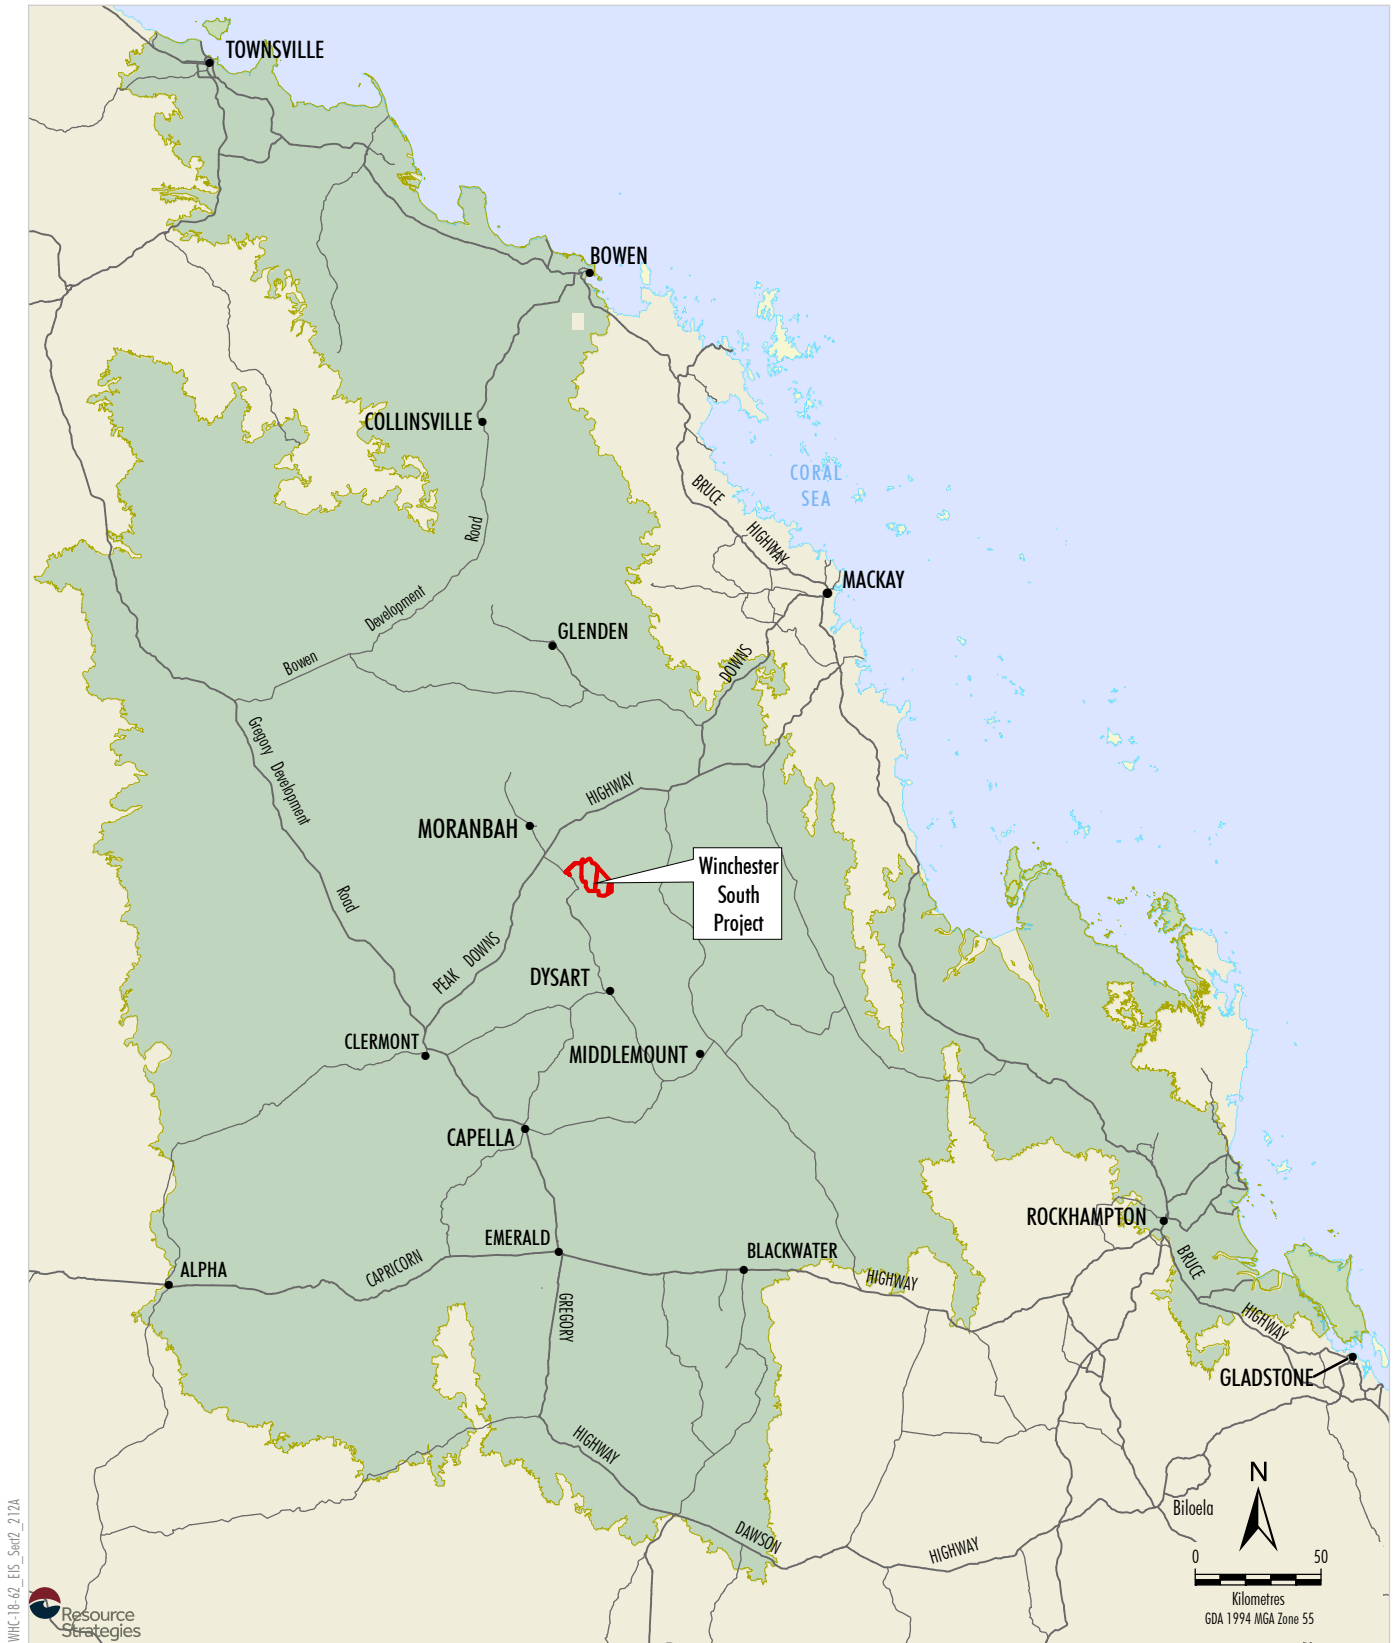 TOWNSVILLE
BOWEN
COLLINSVILLE
CORAL
SEA
BRUCE
HIGHWAY
Road
MACKAY
Development
GLENDEN
Bowen
DOWNS
Gregory Development
HIGHWAY
MORANBAH
Winchester
South
Project
Road
PEAK DOWNS
DYSART
CLERMONT
MIDDLEMOUNT
CAPELLA
ROCKHAMPTON
EMERALD
BLACKWATER
ALPHA
CAPRICORN
HIGHWAY
BRUCE
GREGORY
HIGHWAY
GLADSTONE
HIGHWAY
N
Biloela
DAWSON
HIGHWAY
0 50
Kilometres
GDA 1994 MGA Zone 55
WHC-18-62_EIS_Sect2_212A
Resource
Strategies